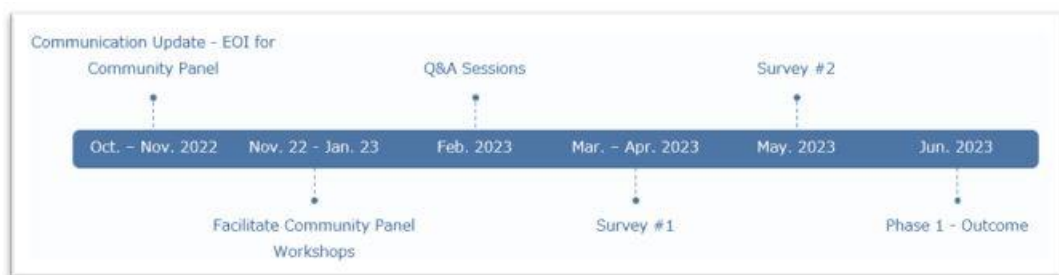 Communication Update - EOI for
Community Panel
Q&A Sessions
Survey #2
Oct. – Nov. 2022
Nov. 22 - Jan. 23
Feb. 2023
Mar. – Apr. 2023
May. 2023
Jun. 2023
Facilitate Community Panel
Workshops
Survey #1
Phase 1 - Outcome